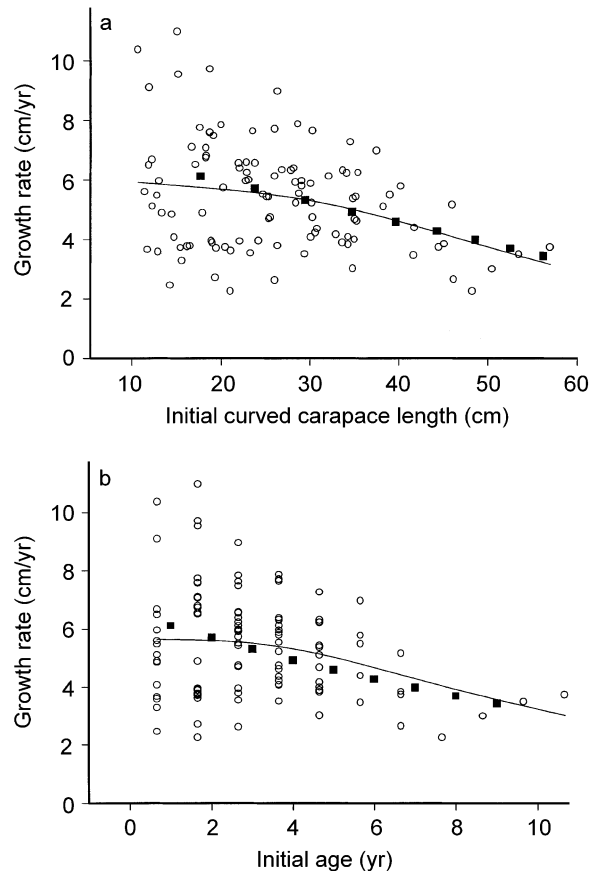 a
Growth rate (cm/yr)
10
8
6
4
2
0
10 20 30 40 50 60
Initial curved carapace length (cm)
b
Growth rate (cm/yr)
10
8
6
4
2
0
0 2 4 6 8 10
Initial age (yr)